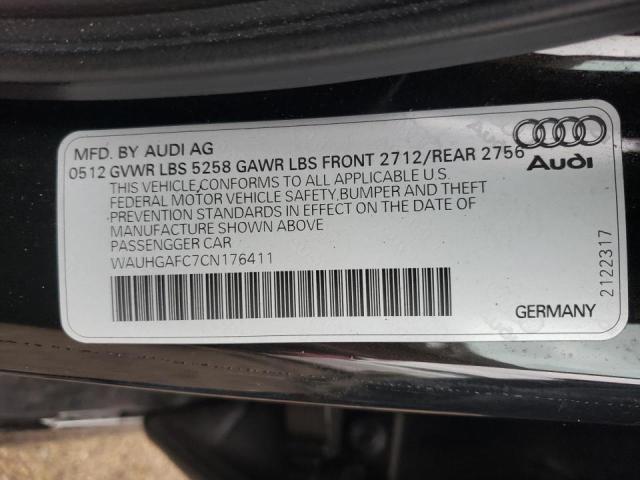 MFD. BY AUDI AG
0512 GVWR LBS 5258 GAWR LBS FRONT 2712/REAR 2756
THIS VEHICLE CONFORMS TO ALL APPLICABLE U.S.
FEDERAL MOTOR VEHICLE SAFETY,BUMPER AND THEFT
PREVENTION STANDARDS IN EFFECT ON THE DATE OF
MANUFACTURE SHOWN ABOVE
PASSENGGER CAR
WAUHGAFC7CN176411
Audi
2122317
GERMANY